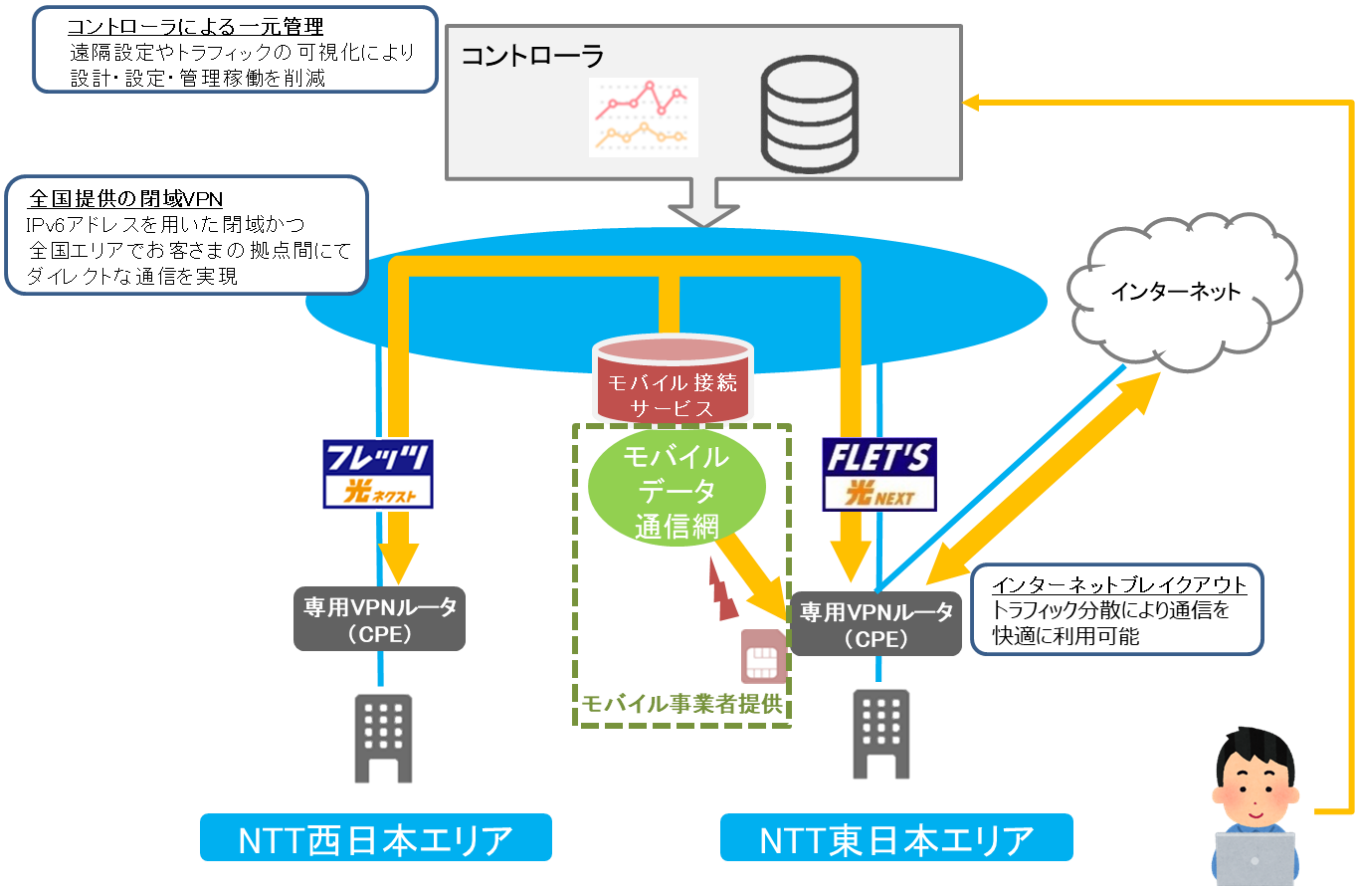 コントローラによる一元管理
遠隔設定やトラフィックの可視化により
設計・設定・管理稼働を削減
コントローラ
全国提供の閉域VPN
IPv6アドレスを用いた閉域かつ
全国エリアでお客さまの拠点間にて
ダイレクトな通信を実現
インターネット
モバイル接続
サービス
フレッツ
光ネクスト
モバイル
データ
通信網
FLET'S
光NEXT
インターネットブレイクアウト
トラフィック分散により通信を
快適に利用可能
専用VPNルータ
（CPE）
専用VPNルータ
（CPE）
モバイル事業者提供
NTT西日本エリア
NTT東日本エリア